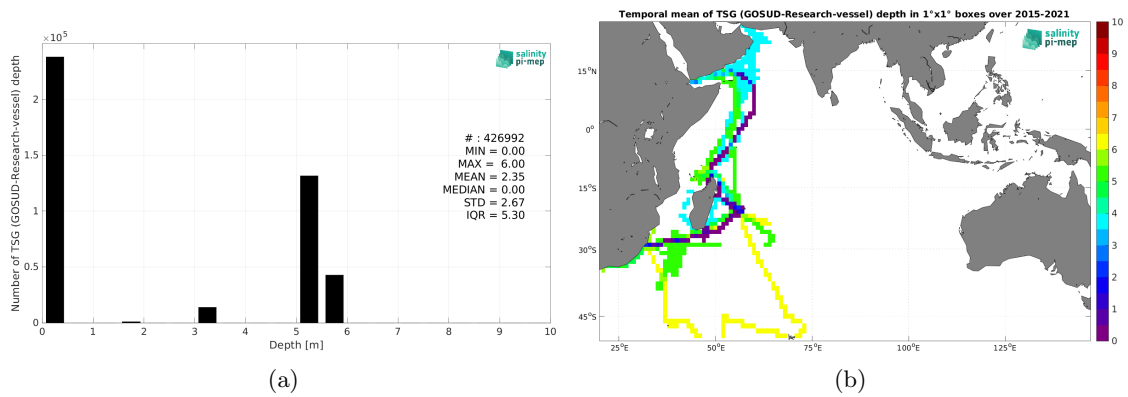 ×10⁵
2
1.5
1
0.5
0
Number of TSG (GOSUD-Research-vessel) depth
salinity
pi-mep
# : 426992
MIN = 0.00
MAX = 6.00
MEAN = 2.35
MEDIAN = 0.00
STD = 2.67
IQR = 5.30
0 1 2 3 4 5 6 7 8 9 10
Depth [m]
(a)
Temporal mean of TSG (GOSUD-Research-vessel) depth in 1°x1° boxes over 2015-2021
salinity
pi-mep
15°N
0°
15°S
30°S
45°S
25°E 50°E 75°E 100°E 125°E
10
9
8
7
6
5
4
3
2
1
0
(b)